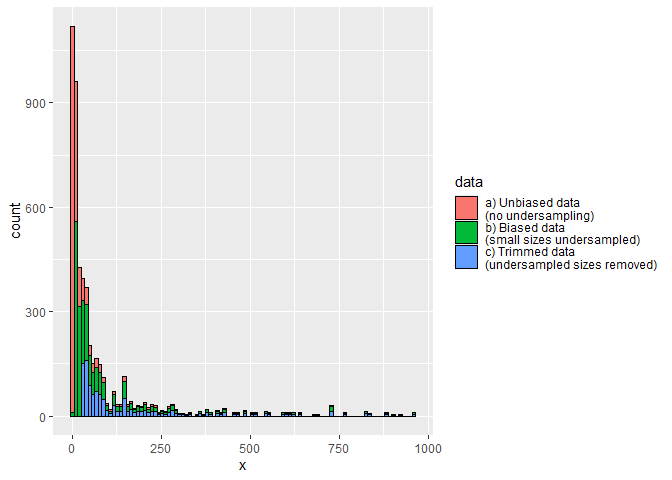 900
600
300
0
count
0
250
500
750
1000
x
data
a) Unbiased data
(no undersampling)
b) Biased data
(small sizes undersampled)
c) Trimmed data
(undersampled sizes removed)